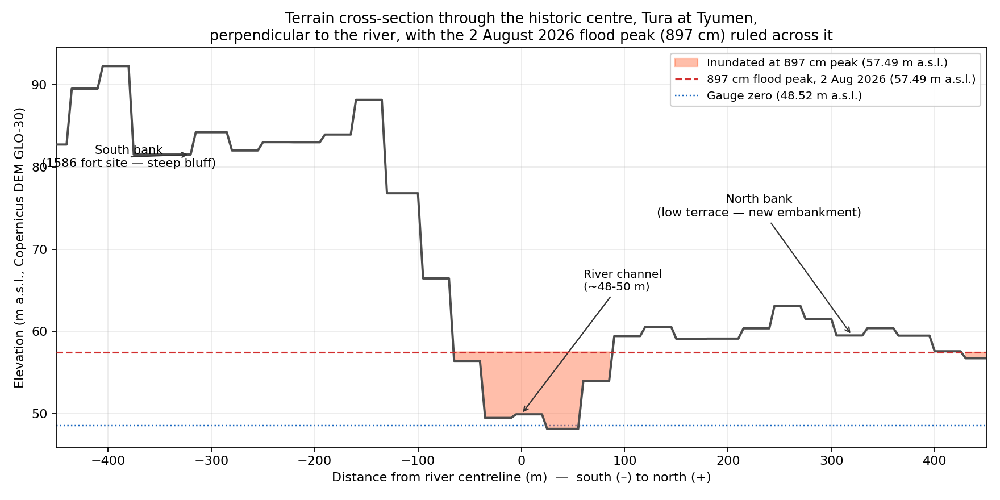 Terrain cross-section through the historic centre, Tura at Tyumen,
perpendicular to the river, with the 2 August 2026 flood peak (897 cm) ruled across it
Inundated at 897 cm peak (57.49 m a.s.l.)
897 cm flood peak, 2 Aug 2026 (57.49 m a.s.l.)
Gauge zero (48.52 m a.s.l.)
Elevation (m a.s.l., Copernicus DEM GLO-30)
90
80
70
60
50
South bank
(1586 fort site — steep bluff)
North bank
(low terrace — new embankment)
River channel
(~48-50 m)
−400
−300
−200
−100
0
100
200
300
400
Distance from river centreline (m) — south (–) to north (+)